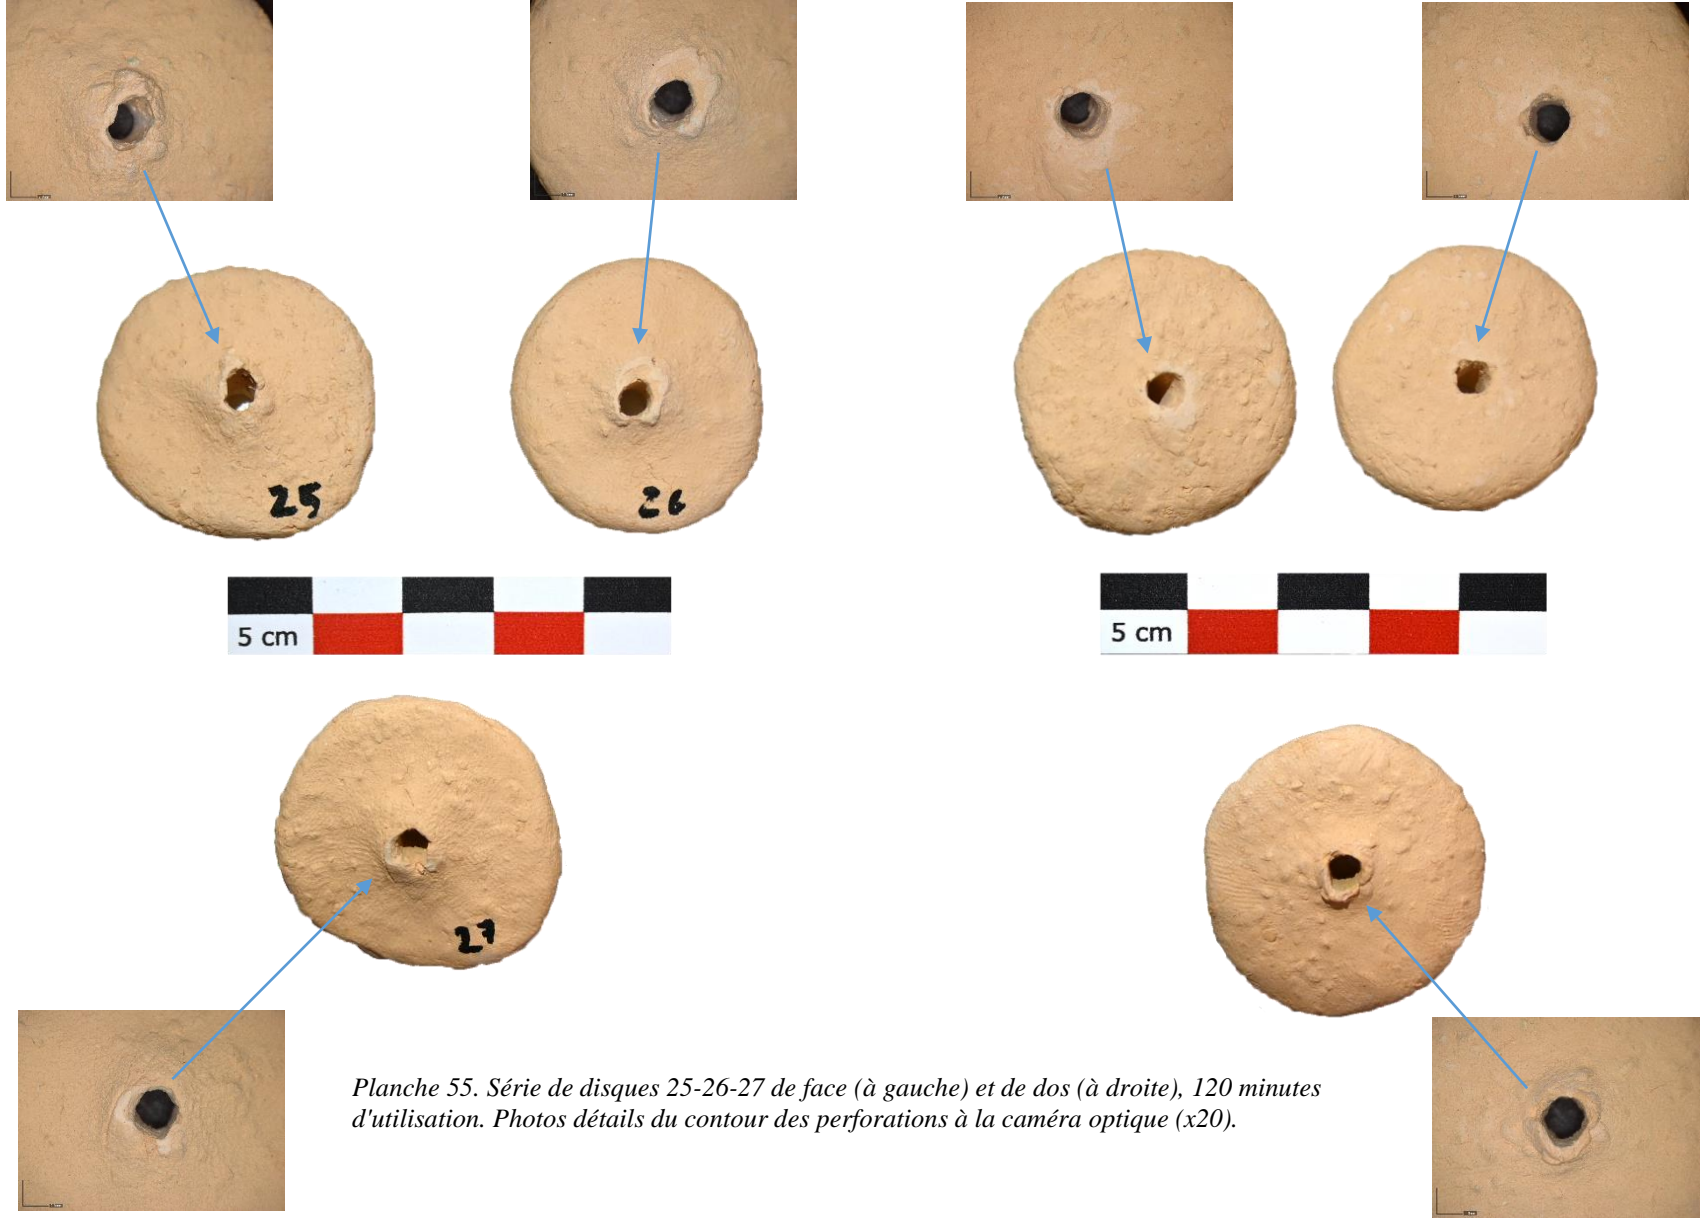 25
26
5 cm
5 cm
27
Planche 55. Série de disques 25-26-27 de face (à gauche) et de dos (à droite), 120 minutes
d'utilisation. Photos détails du contour des perforations à la caméra optique (x20).